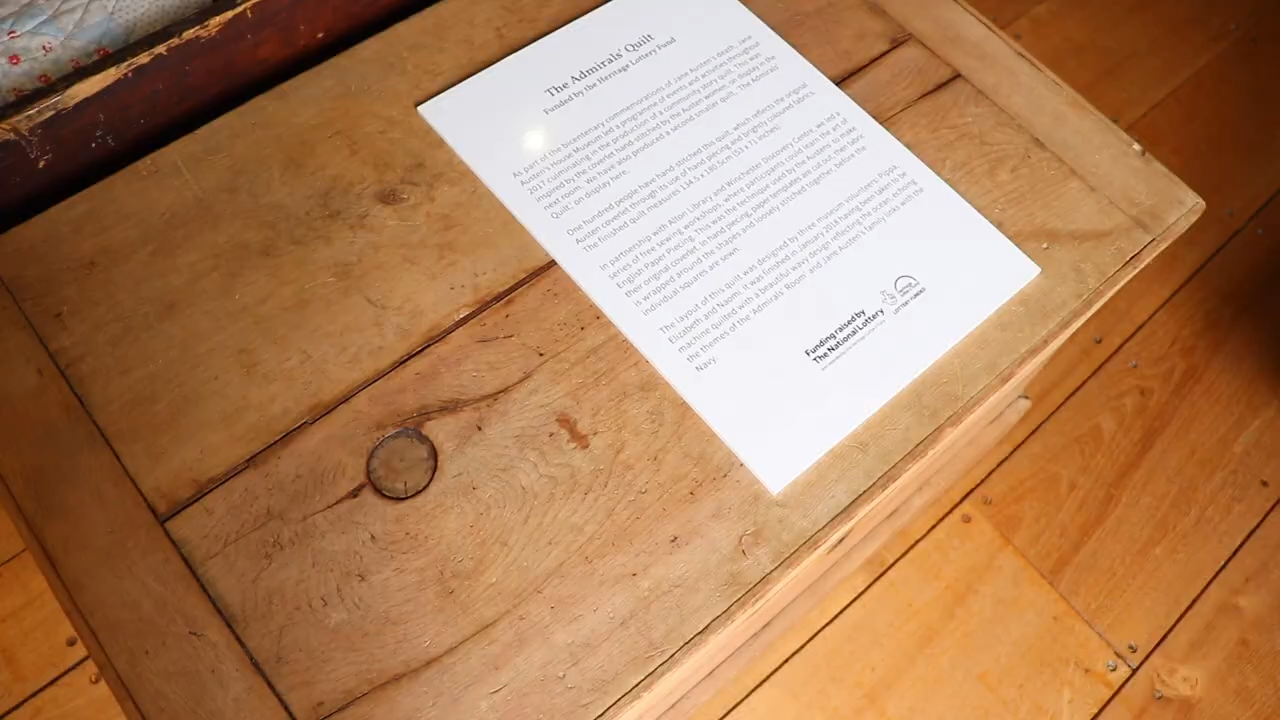 The Admirals' Quilt
Funded by the Heritage Lottery Fund
As part of the bicentenary commemorations of Jane Austen's death, Jane
Austen's House Museum led a programme of events and activities throughout
2017 culminating in the production of a community story quilt. This was
inspired by the coverlet hand-stitched by the Austen women, on display in the
next room. We have also produced a second smaller quilt, 'The Admirals'
Quilt,' on display here.
One hundred people have hand-stitched this quilt, which reflects the original
Austen coverlet through its use of hand piecing and brightly coloured fabrics.
The finished quilt measures 134.5 x 180.5cm (53 x 71 inches)
In partnership with Alton Library and Winchester Discovery Centre, we led a
series of free sewing workshops, where participants could learn the art of
English Paper Piecing. This was the technique used by the Austens' to make
their original coverlet. In hand piecing, paper templates are cut out, then fabric
is wrapped around the shapes and loosely stitched together, before the
individual squares are sewn.
The layout of this quilt was designed by three museum volunteers: Poppy,
Elizabeth and Naomi. It was finished in January 2018 having been taken to be
machine quilted with a beautiful wavy design reflecting the ocean, echoing
the themes of the 'Admirals' Room' and Jane Austen's family links with the
Navy.
Funding raised by
The National Lottery
LOTTERY FUNDED